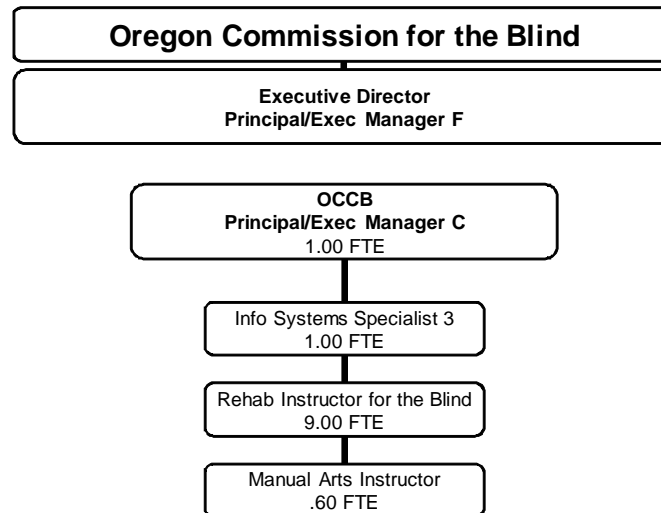 Oregon Commission for the Blind
Executive Director
Principal/Exec Manager F
OCCB
Principal/Exec Manager C
1.00 FTE
Info Systems Specialist 3
1.00 FTE
Rehab Instructor for the Blind
9.00 FTE
Manual Arts Instructor
.60 FTE